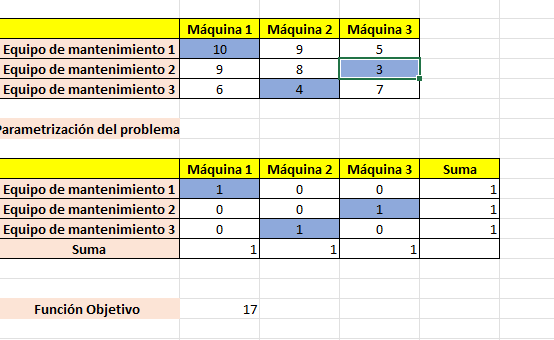 Máquina 1 Máquina 2 Máquina 3
Equipo de mantenimiento 1 10 9 5
Equipo de mantenimiento 2 9 8 3
Equipo de mantenimiento 3 6 4 7
Parametrización del problema
Máquina 1 Máquina 2 Máquina 3 Suma
Equipo de mantenimiento 1 1 0 0 1
Equipo de mantenimiento 2 0 0 1 1
Equipo de mantenimiento 3 0 1 0 1
Suma 1 1 1
Función Objetivo 17